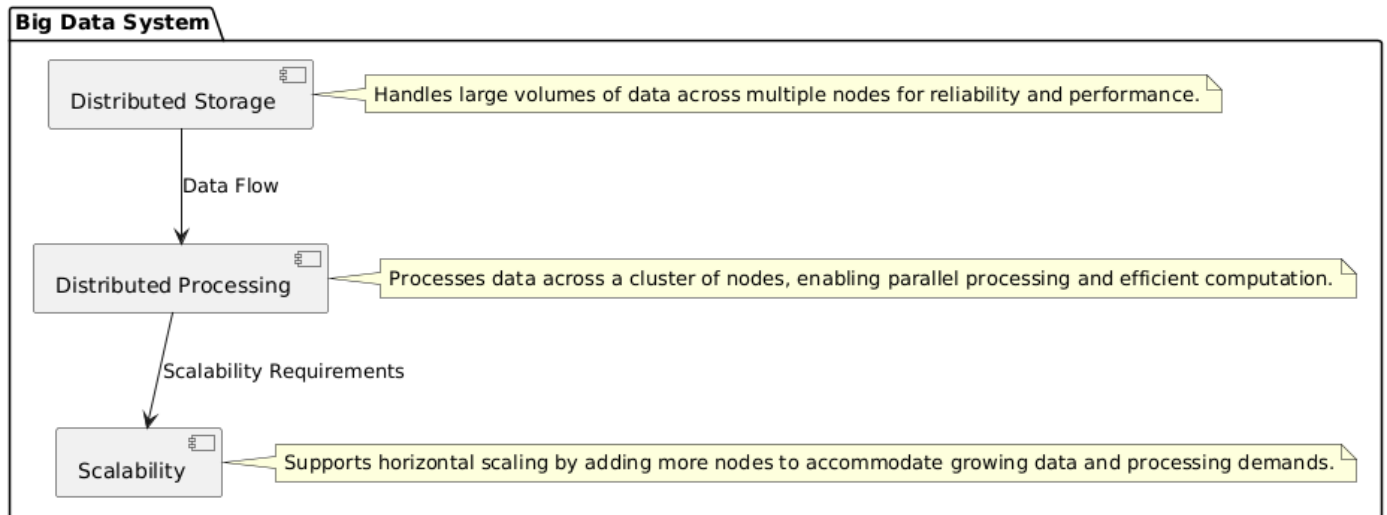 Big Data System
Distributed Storage
Handles large volumes of data across multiple nodes for reliability and performance.
Data Flow
Distributed Processing
Processes data across a cluster of nodes, enabling parallel processing and efficient computation.
Scalability Requirements
Scalability
Supports horizontal scaling by adding more nodes to accommodate growing data and processing demands.